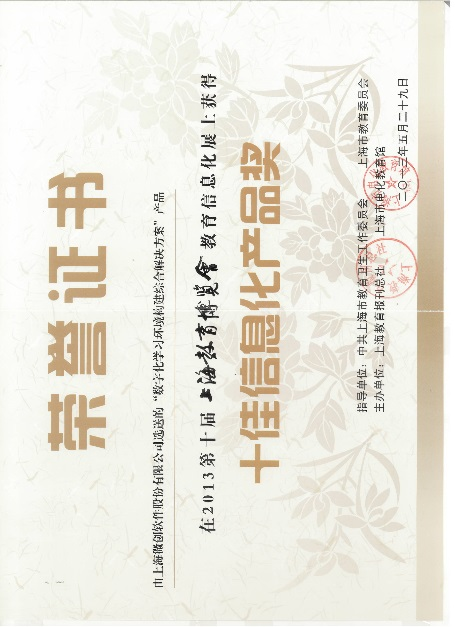 荣誉证书
由上海微创软件股份有限公司选送的“数字化学习环境构建综合解决方案”产品
在2013第十届上海教育博览會教育信息化展上获得
十佳信息化产品奖
指导单位：中共上海市教育卫生工作委员会 上海市教育委员会
主办单位：上海教育报刊总社 上海市电化教育馆
二〇一三年五月二十九日